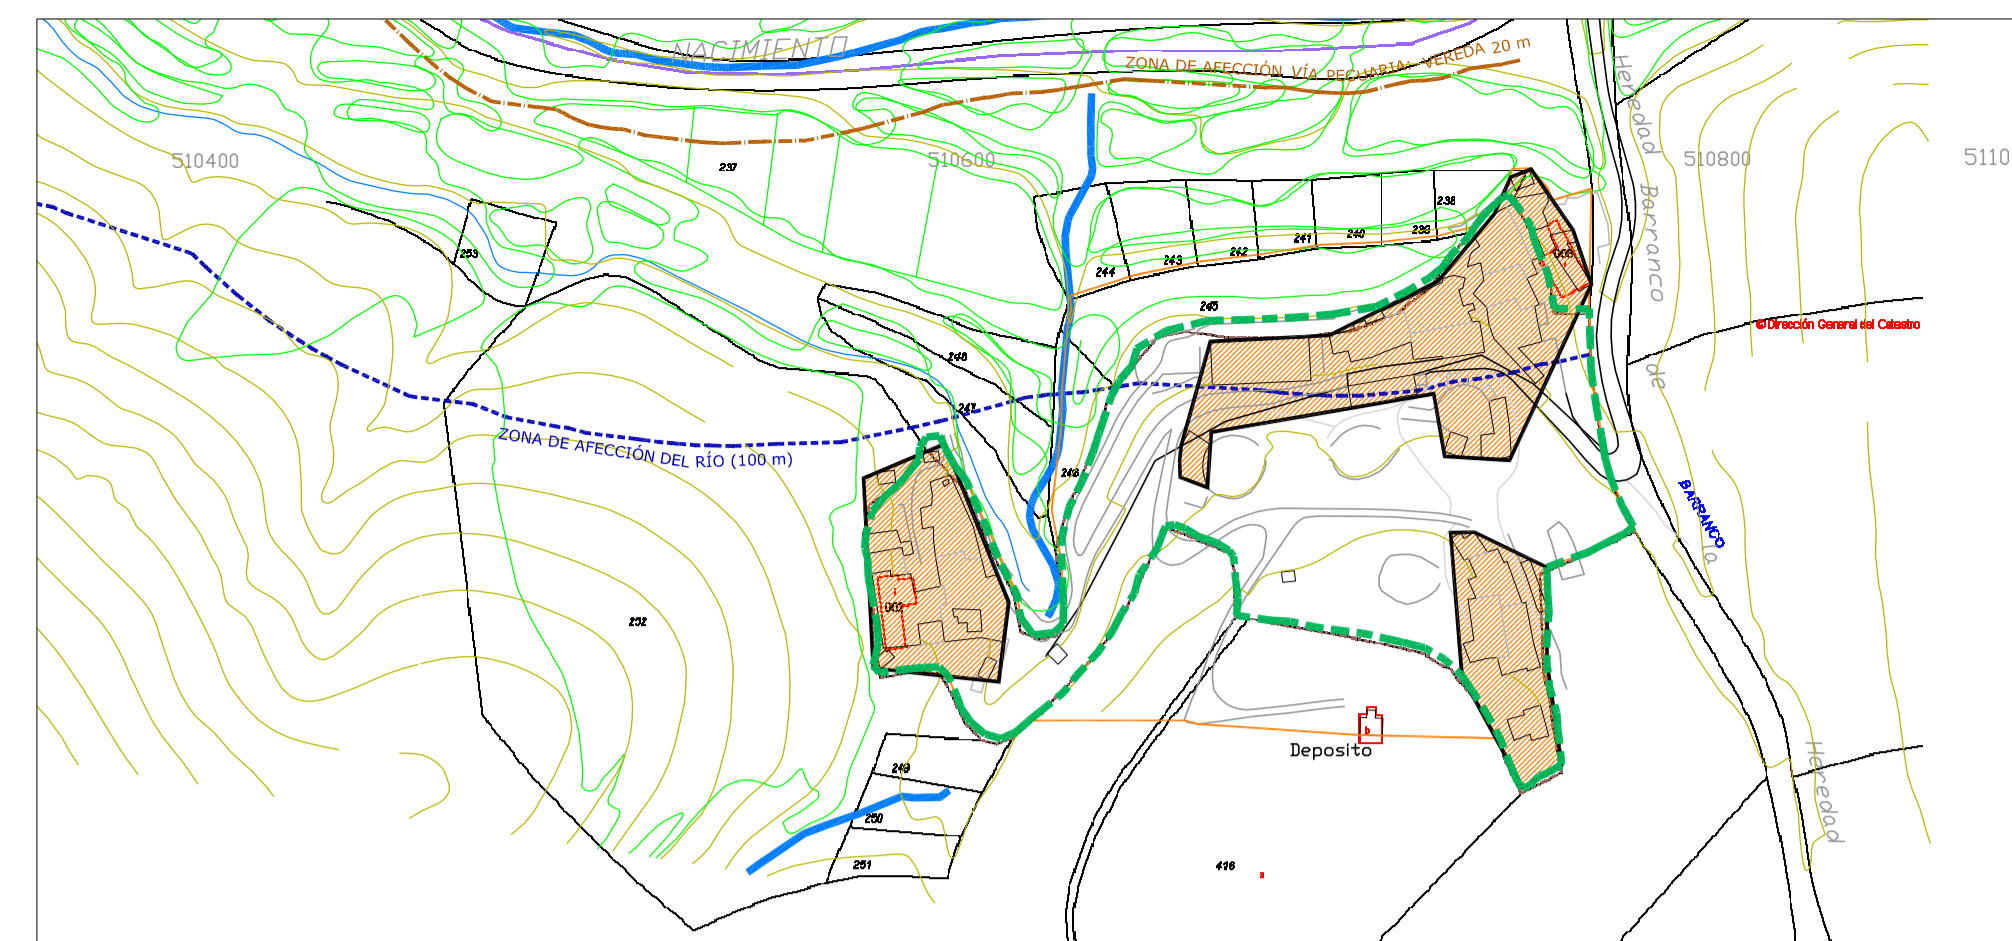 NACIMIENTO
ZONA DE AFECCIÓN VÍA PECUARIA: VEREDA 20 m
Heredad
510400
237
510600
510800
5110
Barranco
238
253
239
240
241
242
243
244
003
245
©Dirección General del Catastro
248
de
247
ZONA DE AFECCIÓN DEL RÍO (100 m)
246
BARRANCO
la
002
252
b
Deposito
Heredad
249
250
251
416